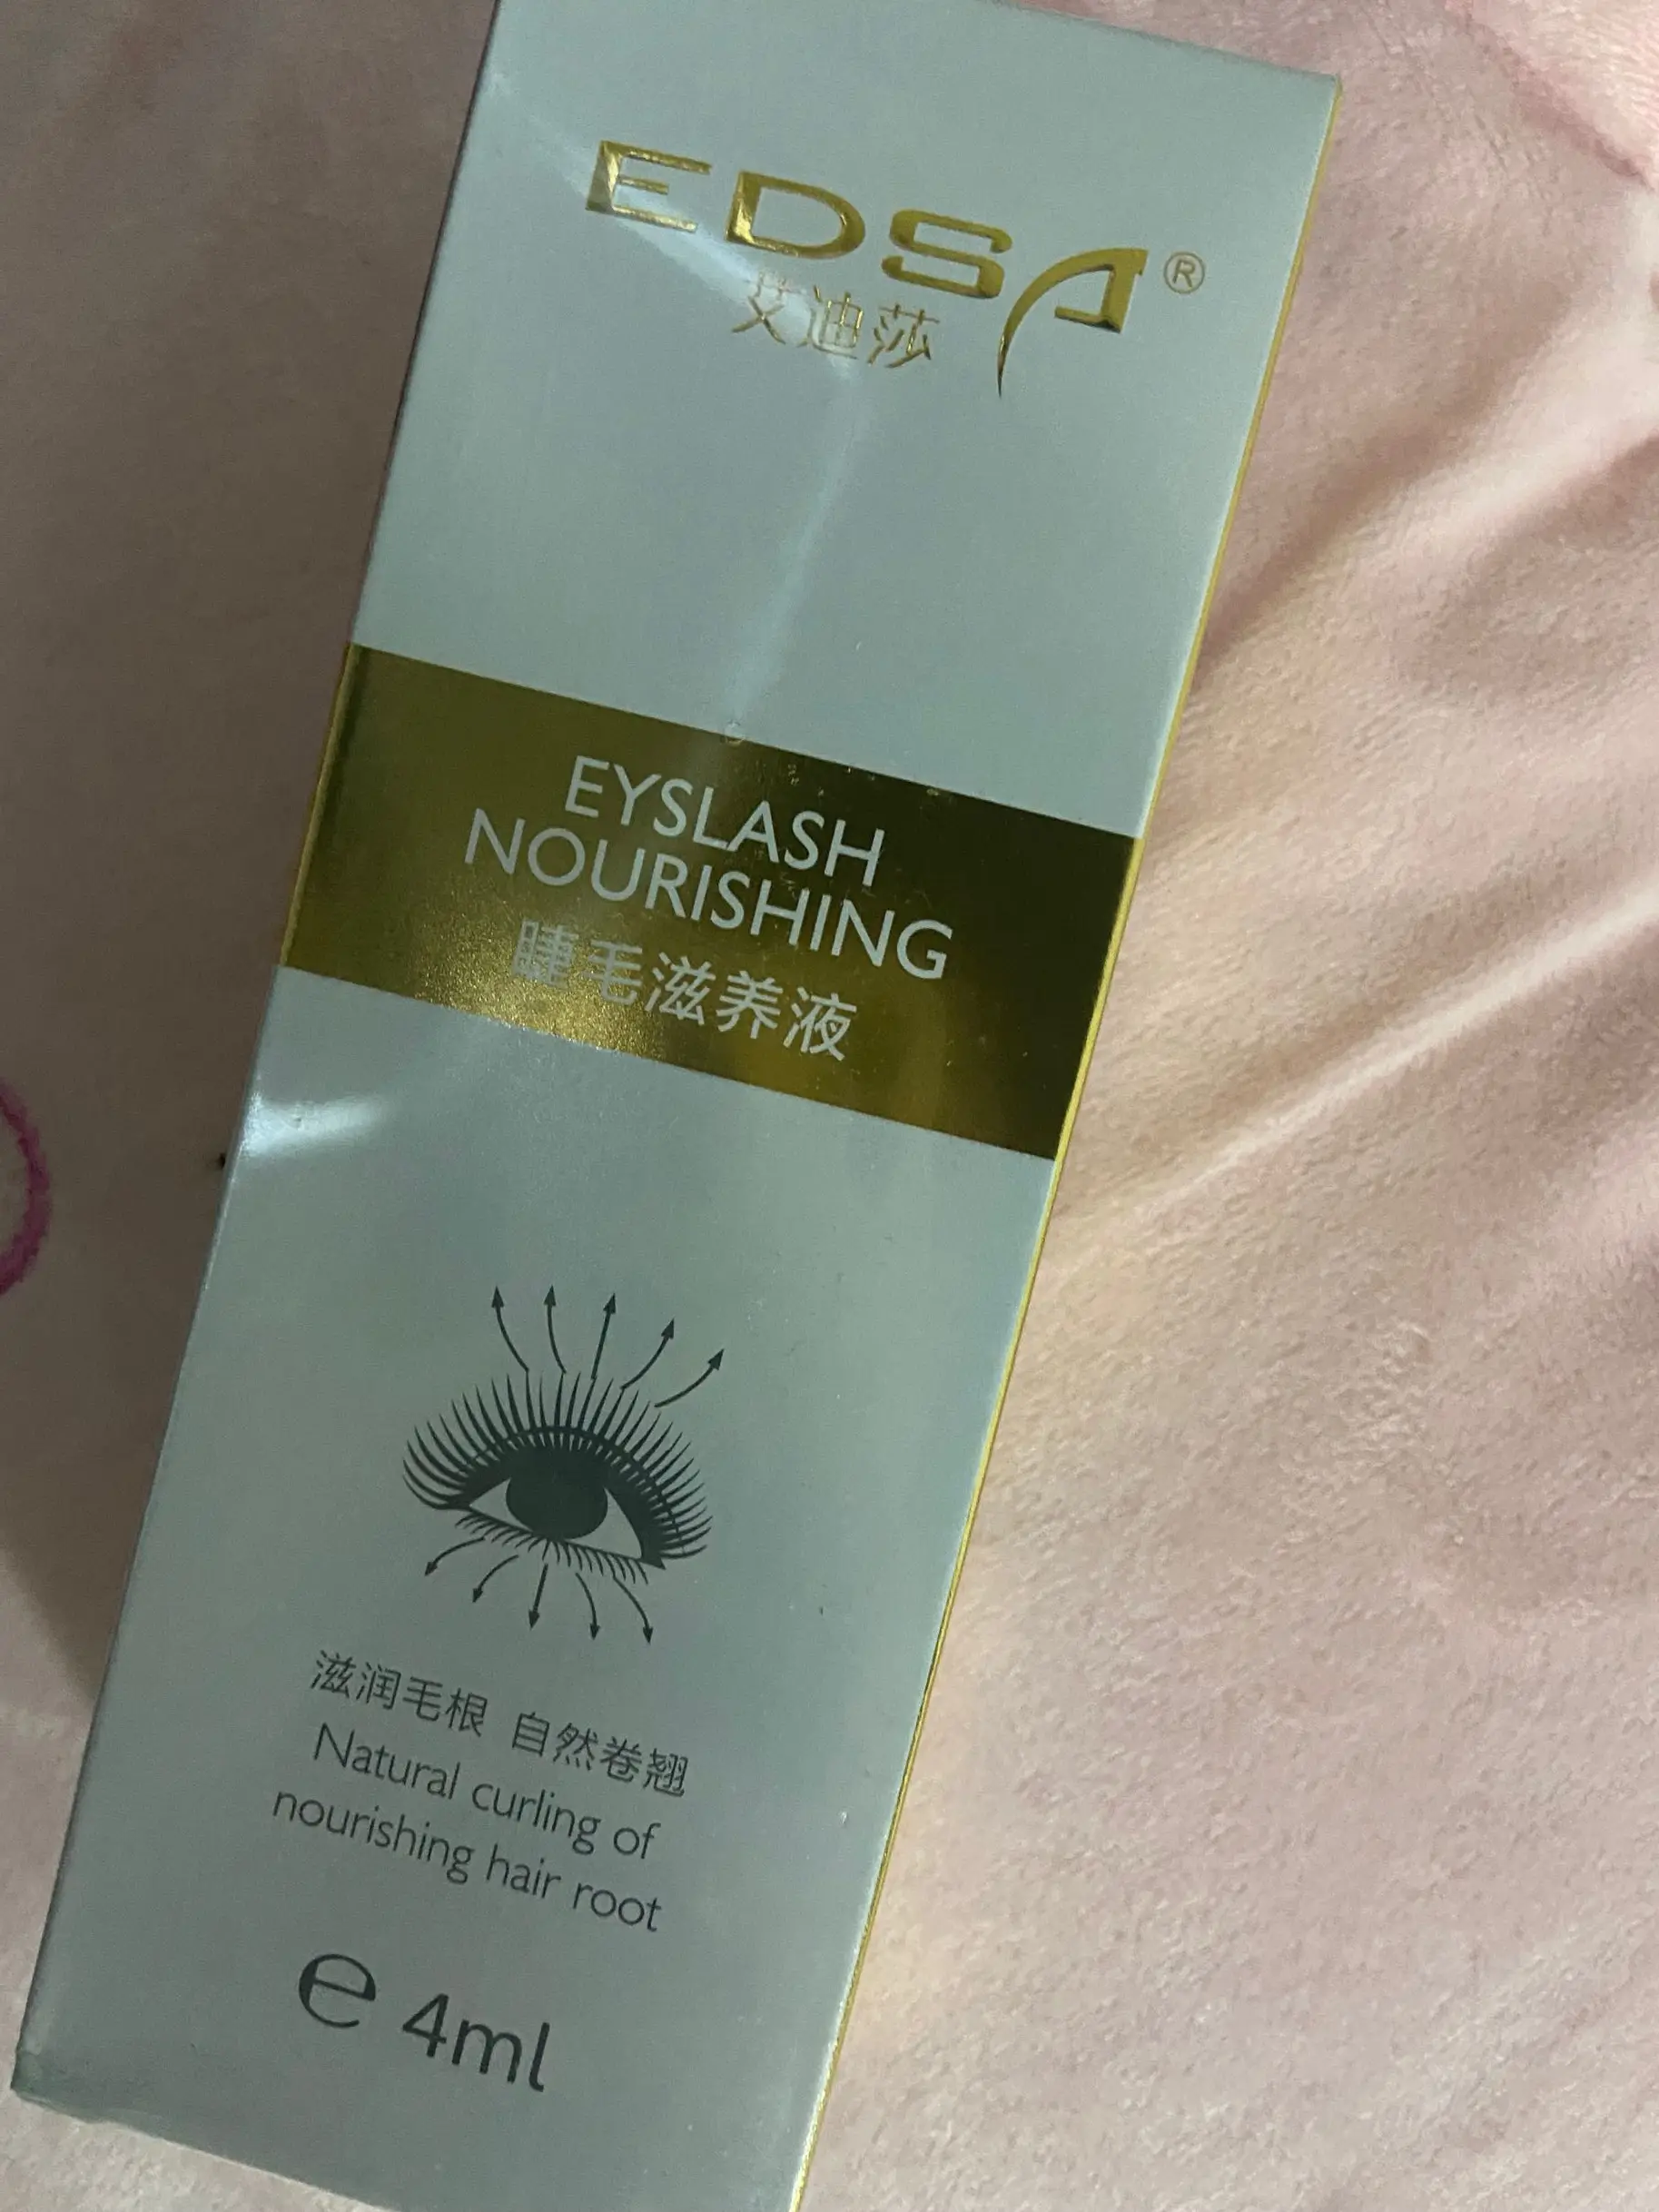 EDSA®
艾迪莎
EYSLASH
NOURISHING
睫毛滋养液
滋润毛根 自然卷翘
Natural curling of
nourishing hair root
℮ 4ml